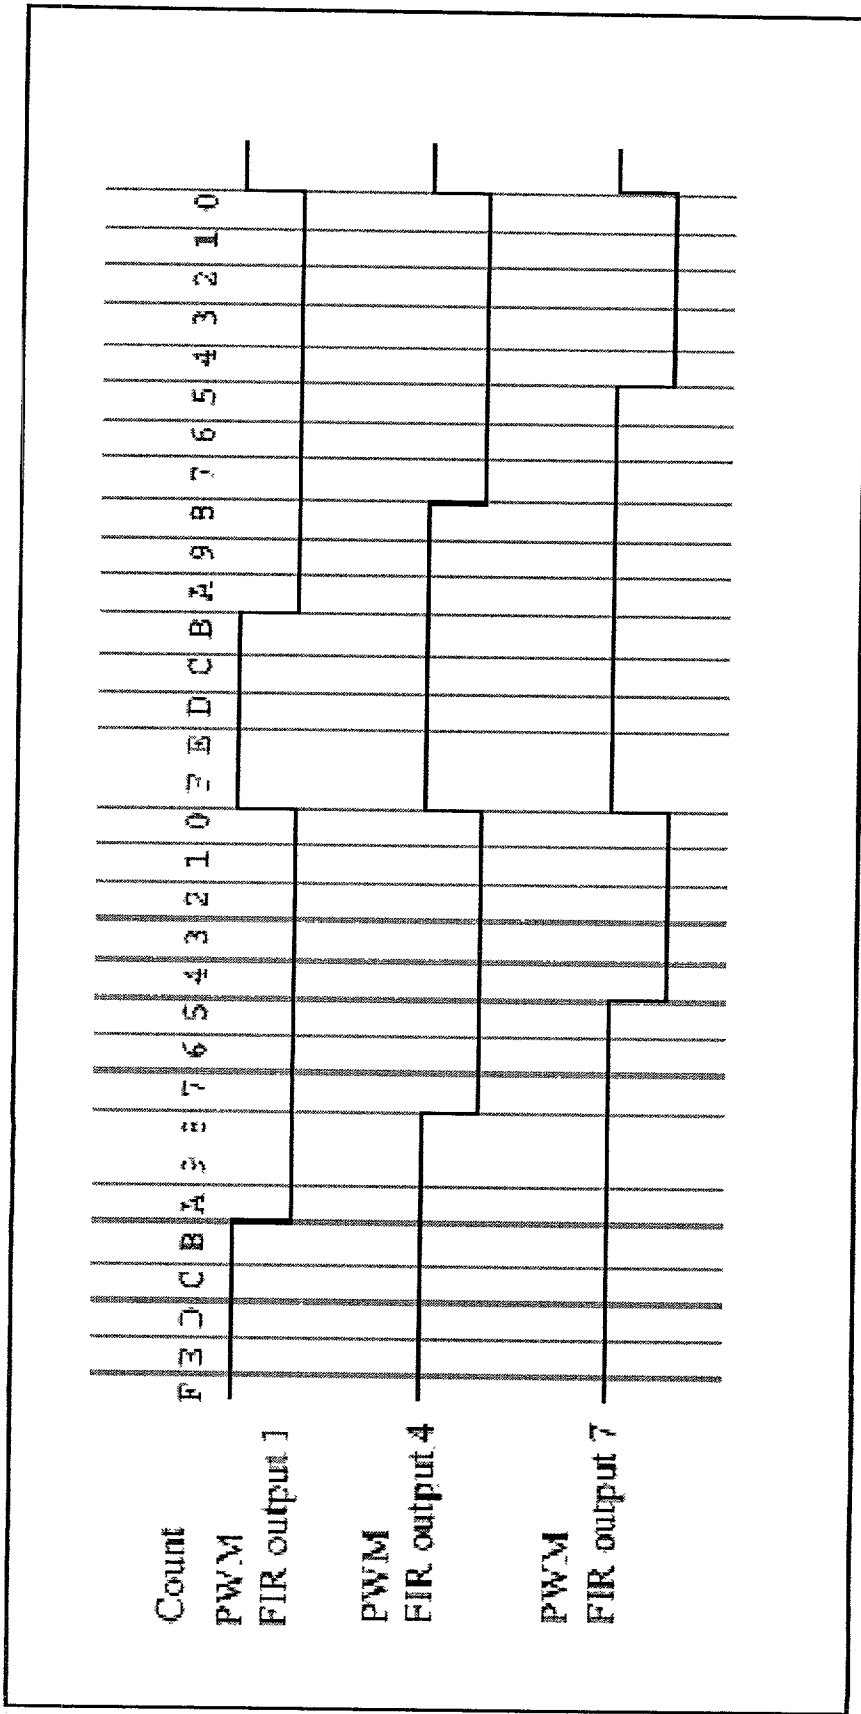 Count F E D C B A 9 8 7 6 5 4 3 2 1 0 F E D C B A 9 8 7 6 5 4 3 2 1 0
PWM
FIR output 1
PWM
FIR output 4
PWM
FIR output 7